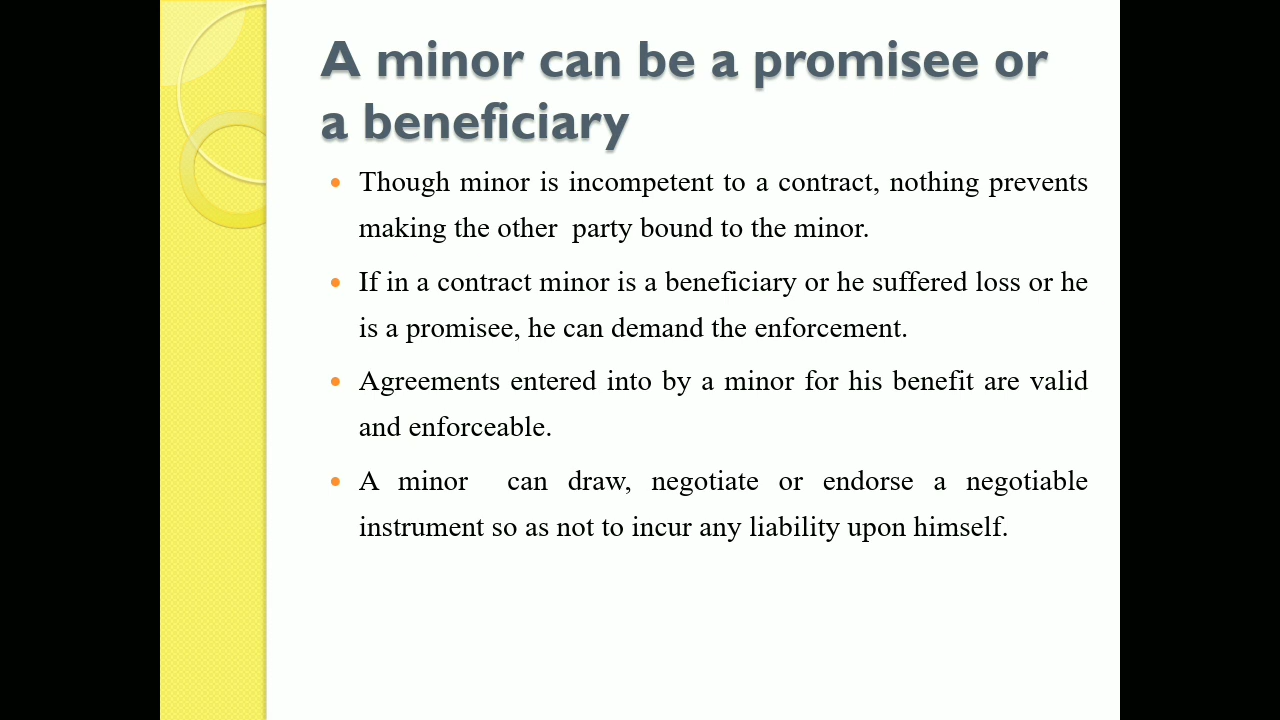 A minor can be a promisee or
a beneficiary
• Though minor is incompetent to a contract, nothing prevents
making the other party bound to the minor.
• If in a contract minor is a beneficiary or he suffered loss or he
is a promisee, he can demand the enforcement.
• Agreements entered into by a minor for his benefit are valid
and enforceable.
• A minor can draw, negotiate or endorse a negotiable
instrument so as not to incur any liability upon himself.